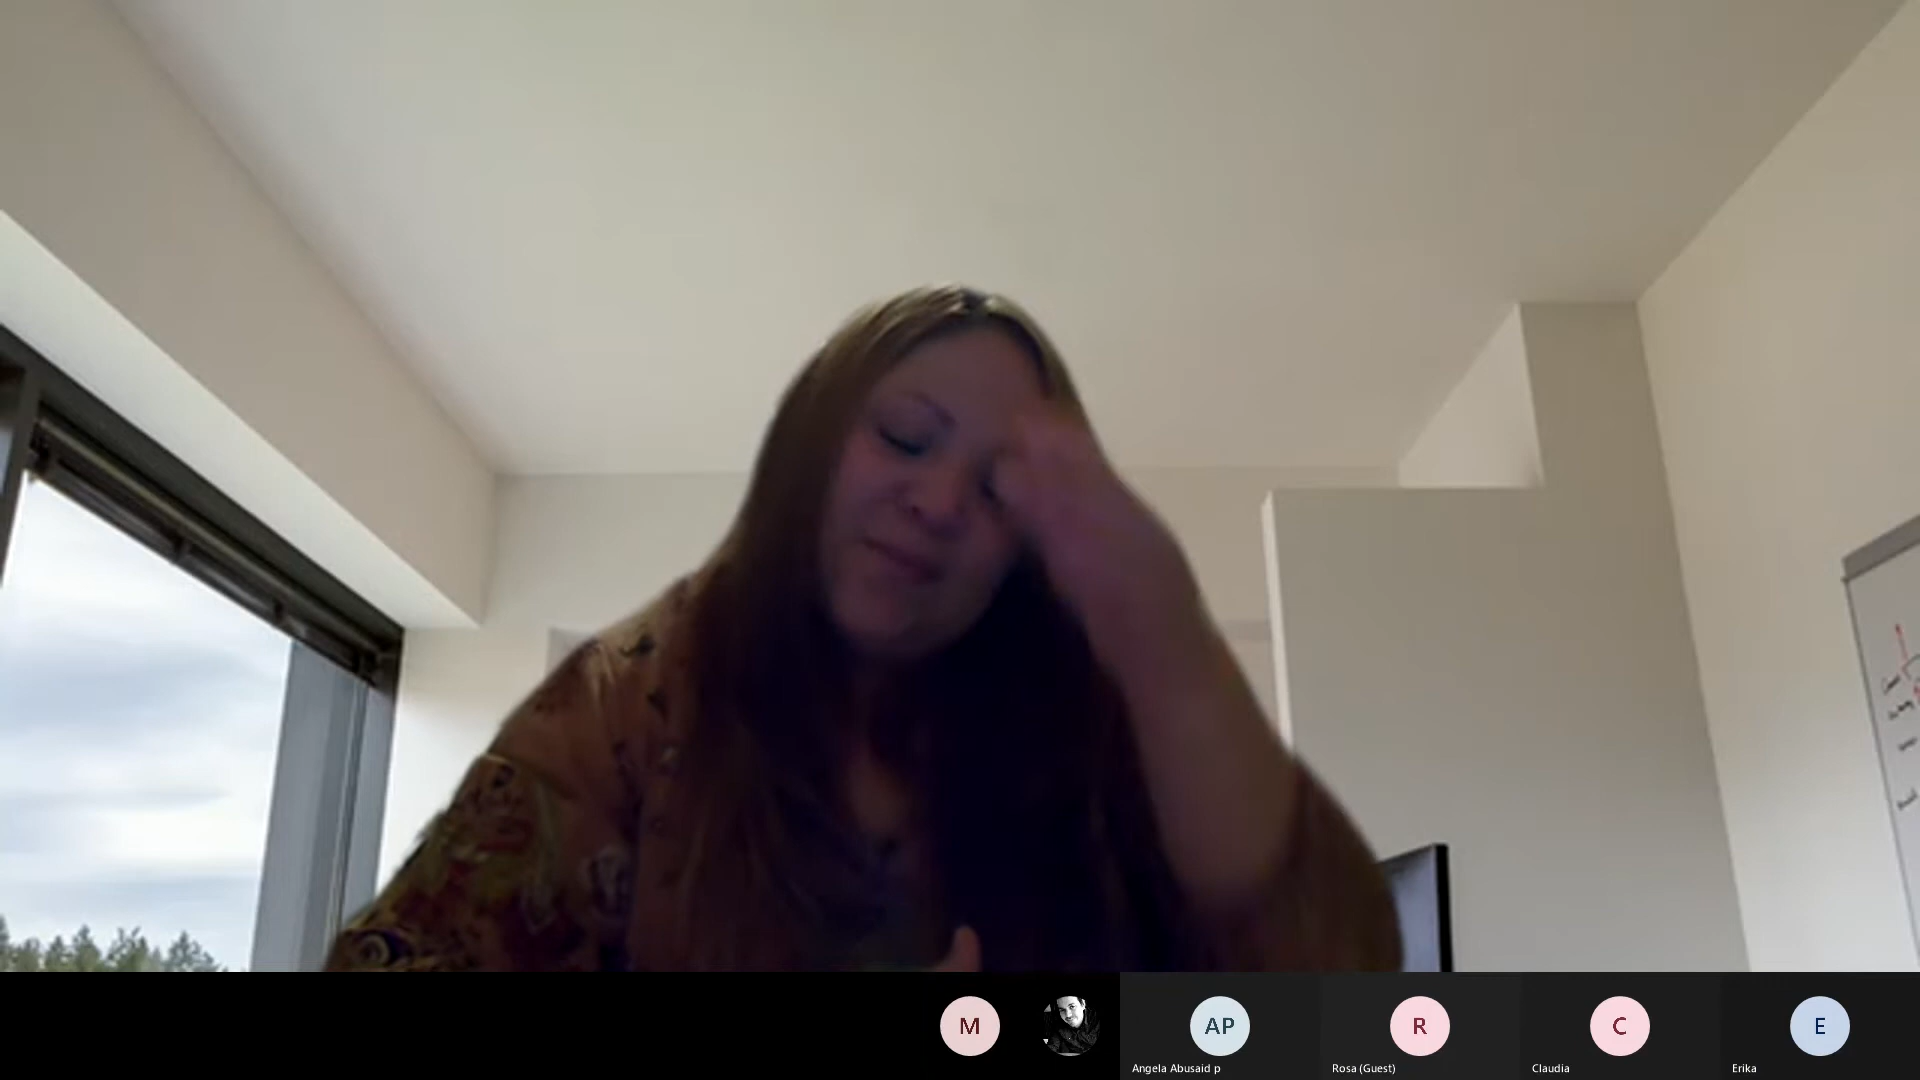 M
AP
R
C
E
Angela Abusaid p
Rosa (Guest)
Claudia
Erika